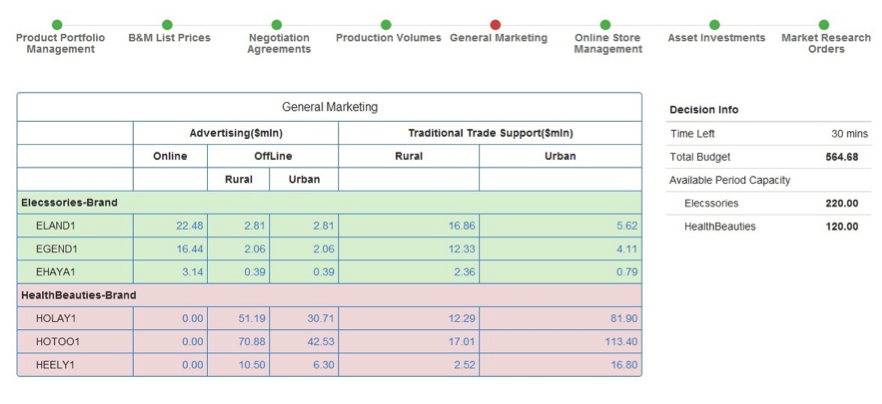 Product Portfolio Management
B&M List Prices
Negotiation Agreements
Production Volumes
General Marketing
Online Store Management
Asset Investments
Market Research Orders
General Marketing
Advertising($mln) Traditional Trade Support($mln)
Online OffLine Rural Urban
Rural Urban
Elecssories-Brand
ELAND1 22.48 2.81 2.81 16.86 5.62
EGEND1 16.44 2.06 2.06 12.33 4.11
EHAYA1 3.14 0.39 0.39 2.36 0.79
HealthBeauties-Brand
HOLAY1 0.00 51.19 30.71 12.29 81.90
HOTOO1 0.00 70.88 42.53 17.01 113.40
HEELY1 0.00 10.50 6.30 2.52 16.80
Decision Info
Time Left 30 mins
Total Budget 564.68
Available Period Capacity
Elecssories 220.00
HealthBeauties 120.00